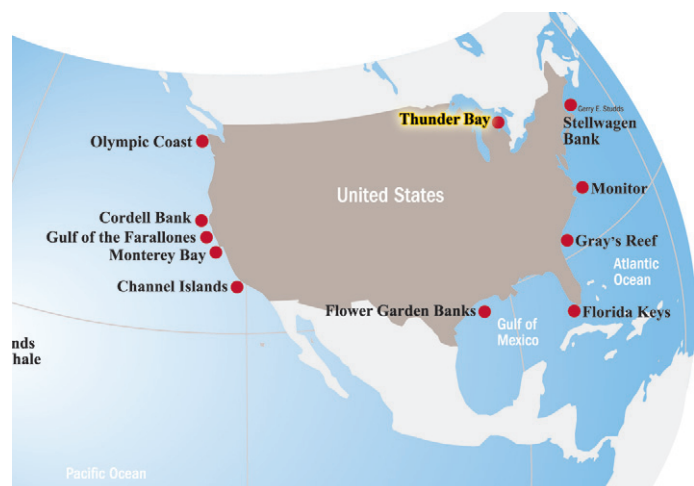 Gerry E. Studds
Thunder Bay
Stellwagen
Bank
Olympic Coast
United States
Monitor
Cordell Bank
Gulf of the Farallones
Gray's Reef
Monterey Bay
Atlantic
Ocean
Channel Islands
Flower Garden Banks
Florida Keys
Gulf of
Mexico
nds
hale
Pacific Ocean